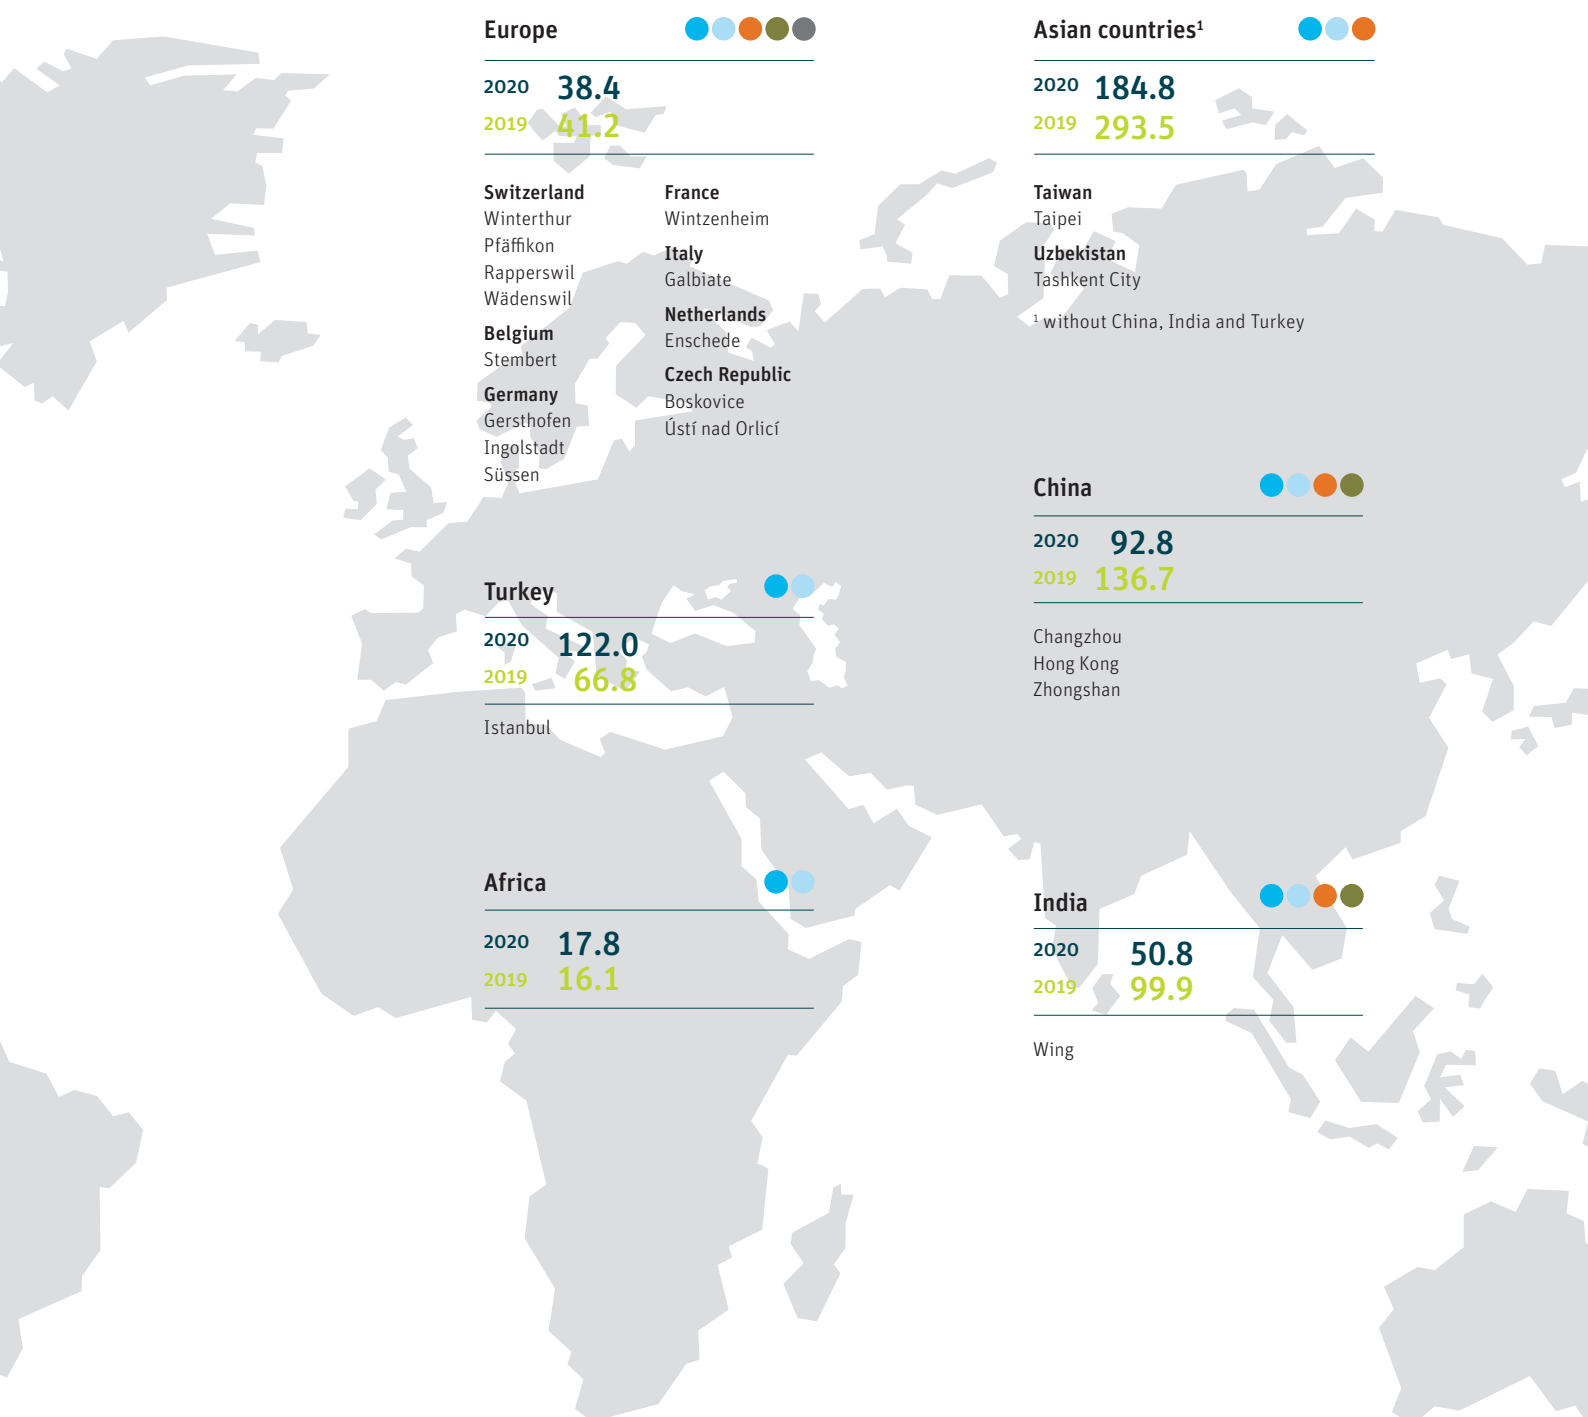 Europe
2020 38.4
2019 41.2
Switzerland
Winterthur
Pfäffikon
Rapperswil
Wädenswil
Belgium
Stembert
Germany
Gersthofen
Ingolstadt
Süssen
France
Wintzenheim
Italy
Galbiate
Netherlands
Enschede
Czech Republic
Boskovice
Ústí nad Orlicí
Turkey
2020 122.0
2019 66.8
Istanbul
Africa
2020 17.8
2019 16.1
Asian countries¹
2020 184.8
2019 293.5
Taiwan
Taipei
Uzbekistan
Tashkent City
¹ without China, India and Turkey
China
2020 92.8
2019 136.7
Changzhou
Hong Kong
Zhongshan
India
2020 50.8
2019 99.9
Wing